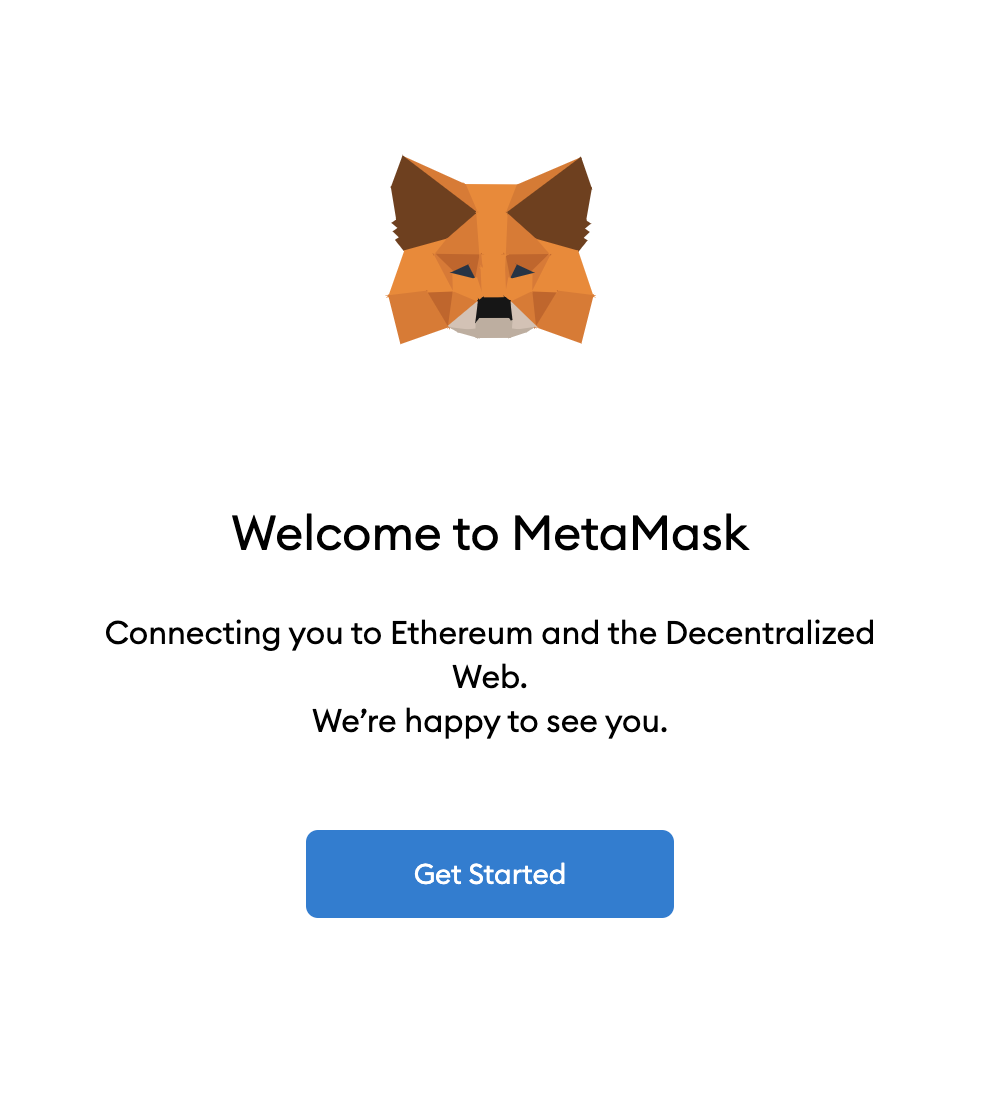 Welcome to MetaMask
Connecting you to Ethereum and the Decentralized
Web.
We’re happy to see you.
Get Started